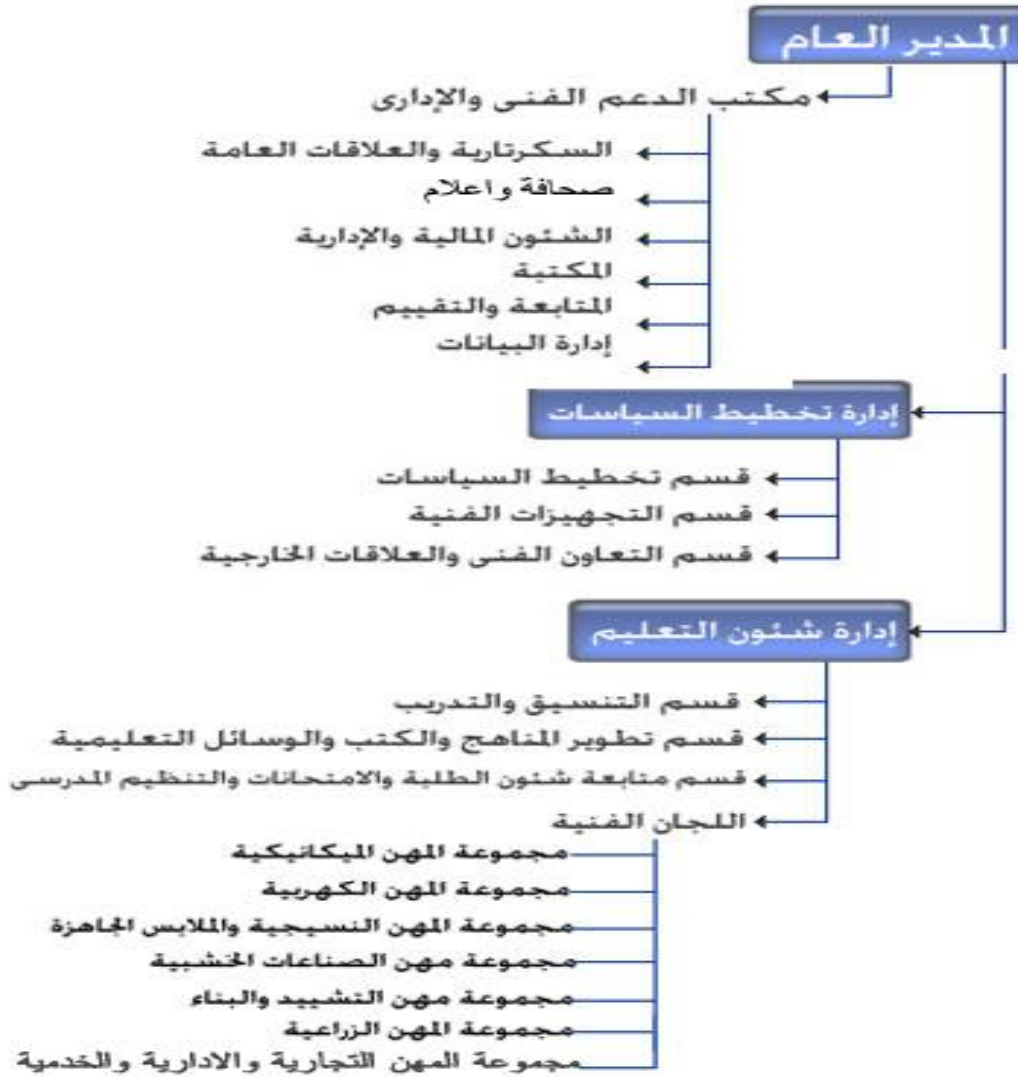 المدير العام
مكتب الدعم الفنى والإدارى
السكرتارية والعلاقات العامة
صحافة واعلام
الشئون المالية والإدارية
المكتبة
المتابعة والتقييم
إدارة البيانات
إدارة تخطيط السياسات
قسم تخطيط السياسات
قسم التجهيزات الفنية
قسم التعاون الفنى والعلاقات الخارجية
إدارة شئون التعليم
قسم التنسيق والتدريب
قسم تطوير المناهج والكتب والوسائل التعليمية
قسم متابعة شئون الطلبة والامتحانات والتنظيم المدرسى
اللجان الفنية
مجموعة المهن الميكانيكية
مجموعة المهن الكهربية
مجموعة المهن النسيجية والملابس الجاهزة
مجموعة مهن الصناعات الخشبية
مجموعة مهن التشييد والبناء
مجموعة المهن الزراعية
مجموعة المهن التجارية والادارية والخدمية